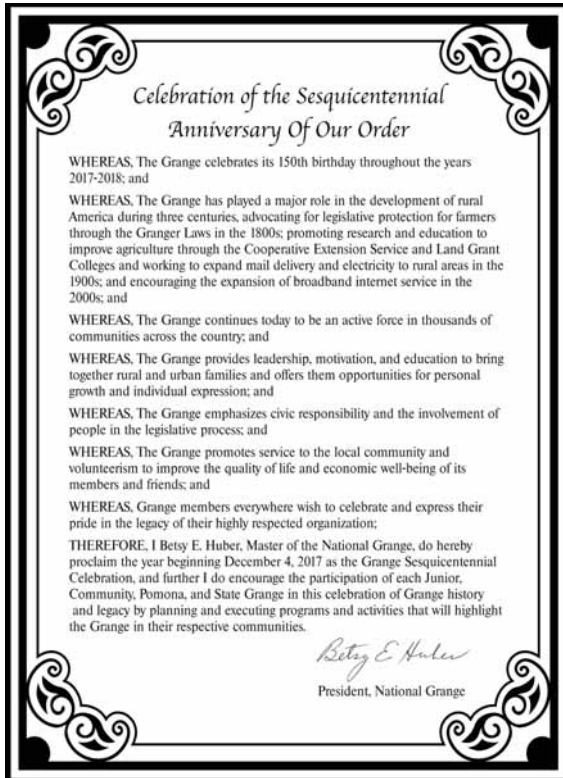 Celebration of the Sesquicentennial
Anniversary Of Our Order
WHEREAS, The Grange celebrates its 150th birthday throughout the years
2017-2018; and
WHEREAS, The Grange has played a major role in the development of rural
America during three centuries, advocating for legislative protection for farmers
through the Granger Laws in the 1800s; promoting research and education to
improve agriculture through the Cooperative Extension Service and Land Grant
Colleges and working to expand mail delivery and electricity to rural areas in the
1900s; and encouraging the expansion of broadband internet service in the
2000s; and
WHEREAS, The Grange continues today to be an active force in thousands of
communities across the country; and
WHEREAS, The Grange provides leadership, motivation, and education to bring
together rural and urban families and offers them opportunities for personal
growth and individual expression; and
WHEREAS, The Grange emphasizes civic responsibility and the involvement of
people in the legislative process; and
WHEREAS, The Grange promotes service to the local community and
volunteerism to improve the quality of life and economic well-being of its
members and friends; and
WHEREAS, Grange members everywhere wish to celebrate and express their
pride in the legacy of their highly respected organization;
THEREFORE, I Betsy E. Huber, Master of the National Grange, do hereby
proclaim the year beginning December 4, 2017 as the Grange Sesquicentennial
Celebration, and further I do encourage the participation of each Junior,
Community, Pomona, and State Grange in this celebration of Grange history
and legacy by planning and executing programs and activities that will highlight
the Grange in their respective communities.
Betsy E Huber
President, National Grange